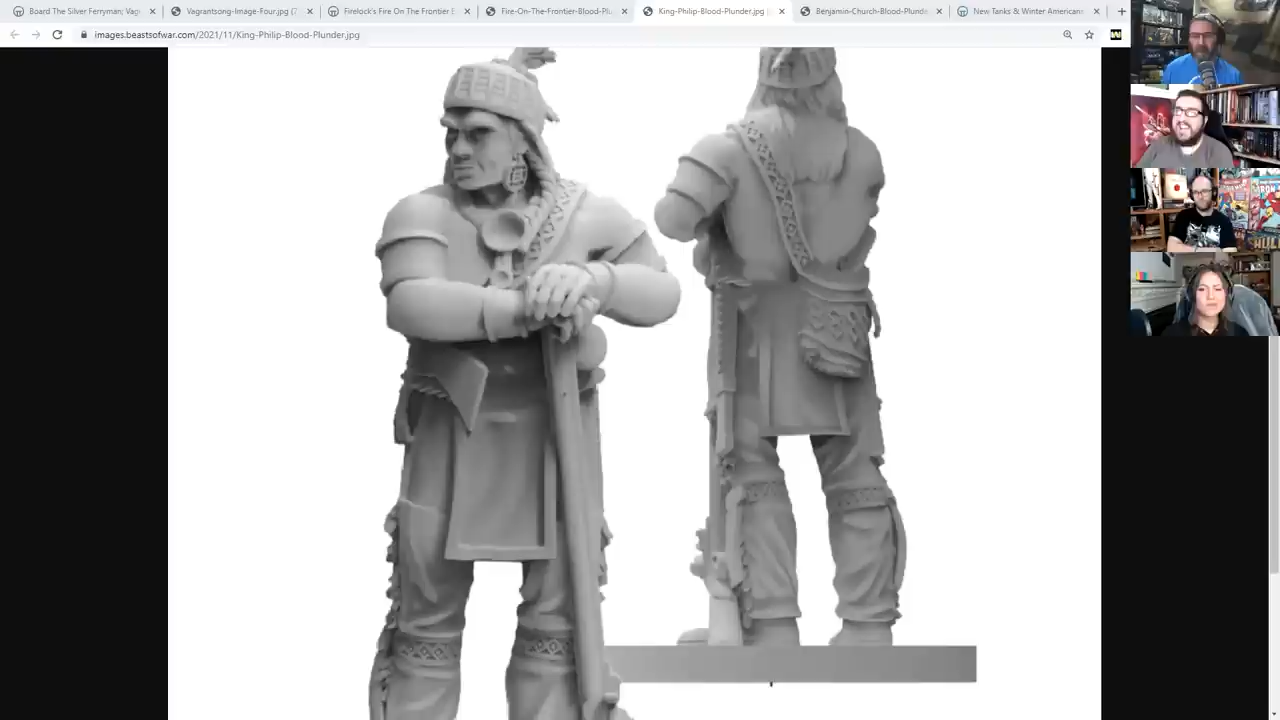 Board The Silver Ferryman; Vag
Vagrantsong-Image-Four.jpg (7
Firelock's Fire On The Frontier E
Fire-On-The-Frontier-Blood-Plu
King-Philip-Blood-Plunder.jpg (
Benjamin-Church-Blood-Plunde
New Tanks & Winter Americans
images.beastsofwar.com/2021/11/King-Philip-Blood-Plunder.jpg